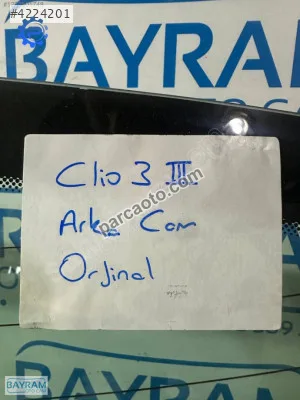 #4224201
BAYRAM
Clio 3 III
parcaoto.com
Arka Cam
Orjinal
BAYRAM